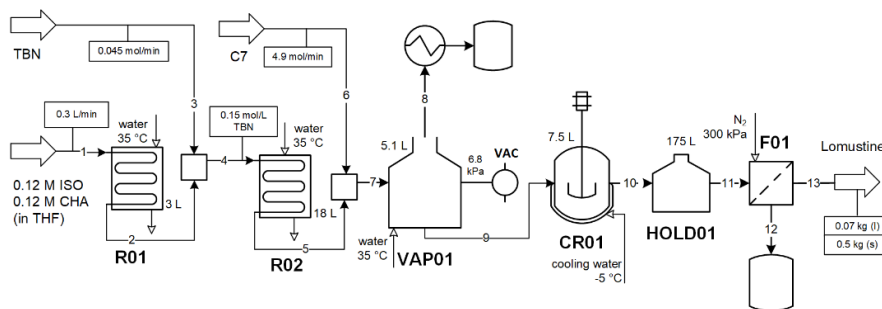 TBN
0.045 mol/min
C7
4.9 mol/min
0.3 L/min
water
35 °C
0.12 M ISO
0.12 M CHA
(in THF)
1
3 L
2
R01
3
4
0.15 mol/L
TBN
water
35 °C
18 L
5
R02
6
7
8
5.1 L
6.8
kPa
VAC
water
35 °C
VAP01
9
7.5 L
CR01
cooling water
-5 °C
10
175 L
HOLD01
11
N2
300 kPa
F01
12
13
Lomustine
0.07 kg (l)
0.5 kg (s)